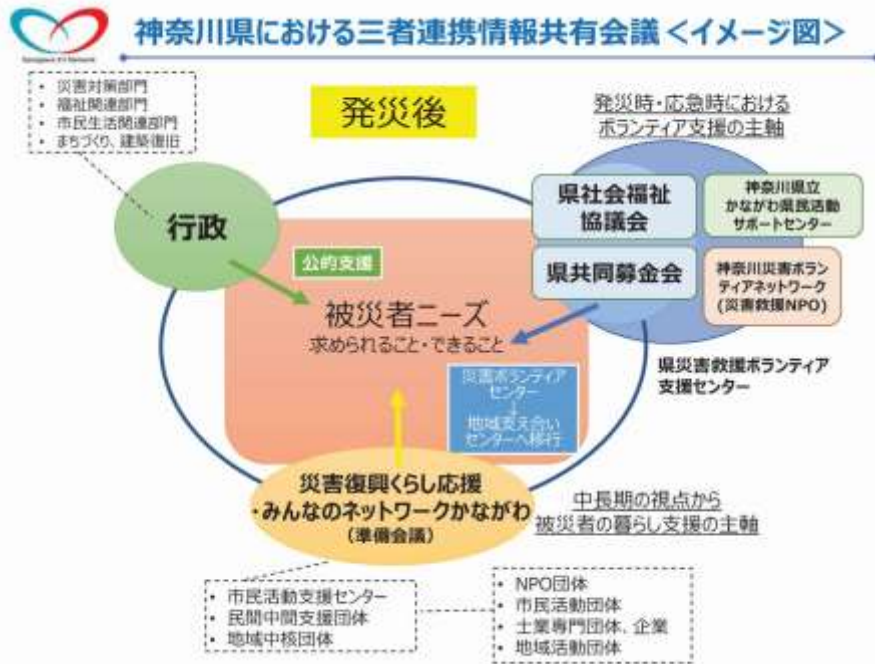 神奈川県における三者連携情報共有会議＜イメージ図＞
• 災害対策部門
• 福祉関連部門
• 市民生活関連部門
• まちづくり、建築復旧
発災後
発災時・応急時における
ボランティア支援の主軸
行政
県社会福祉
協議会
神奈川県立
かながわ県民活動
サポートセンター
県共同募金会
神奈川災害ボラン
ティアネットワーク
(災害救援NPO)
公的支援
被災者ニーズ
求められること・できること
県災害救援ボランティア
支援センター
災害ボランティア
センター
↓
地域支え合い
センターへ移行
災害復興くらし応援
・みんなのネットワークかながわ
（準備会議）
中長期の視点から
被災者の暮らし支援の主軸
• 市民活動支援センター
• 民間中間支援団体
• 地域中核団体
• NPO団体
• 市民活動団体
• 士業専門団体、企業
• 地域活動団体